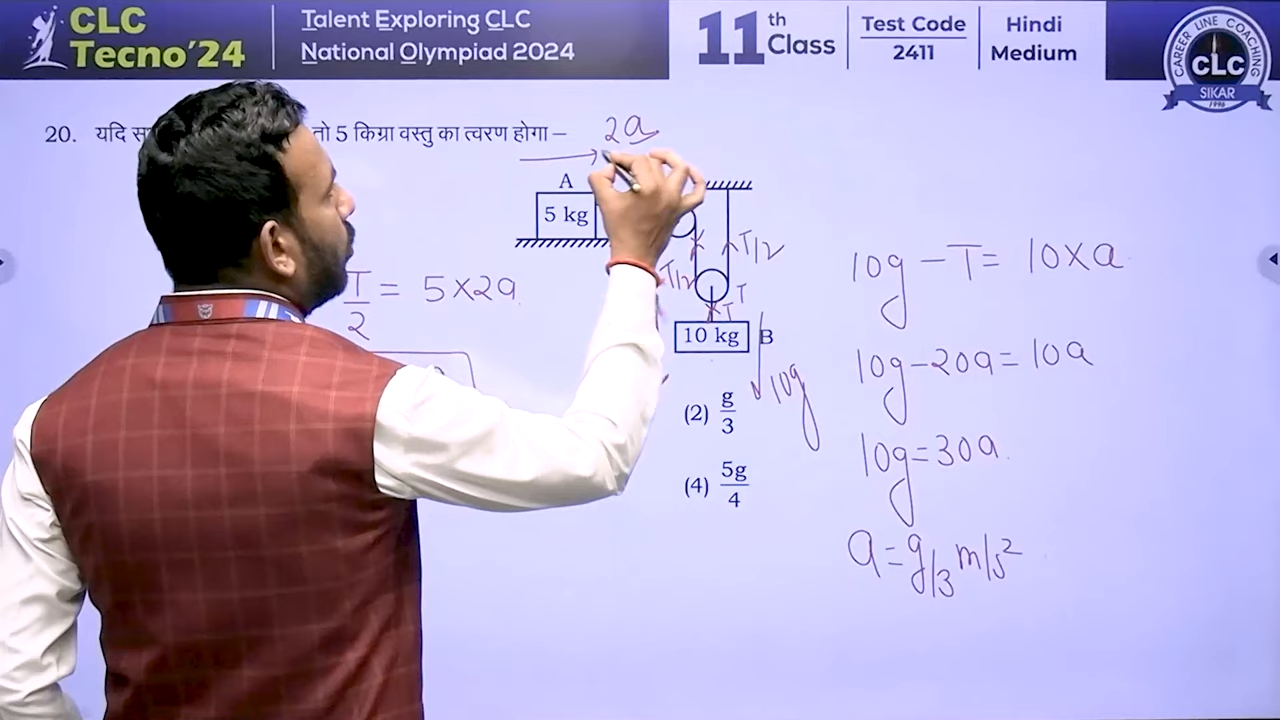 CLC
Tecno'24
Talent Exploring CLC
National Olympiad 2024
11th Class
Test Code
2411
Hindi
Medium
CAREER LINE COACHING
CLC
SIKAR
1996
20. यदि तो 5 किग्रा वस्तु का त्वरण होगा – 2a
A
5 kg
T/2
T/2
T
T
10 kg B
10g
T/2 = 5×2a
(2) g/3
(4) 5g/4
10g - T = 10×a
10g-20a=10a
10g=30a
a=g/3 m/s²